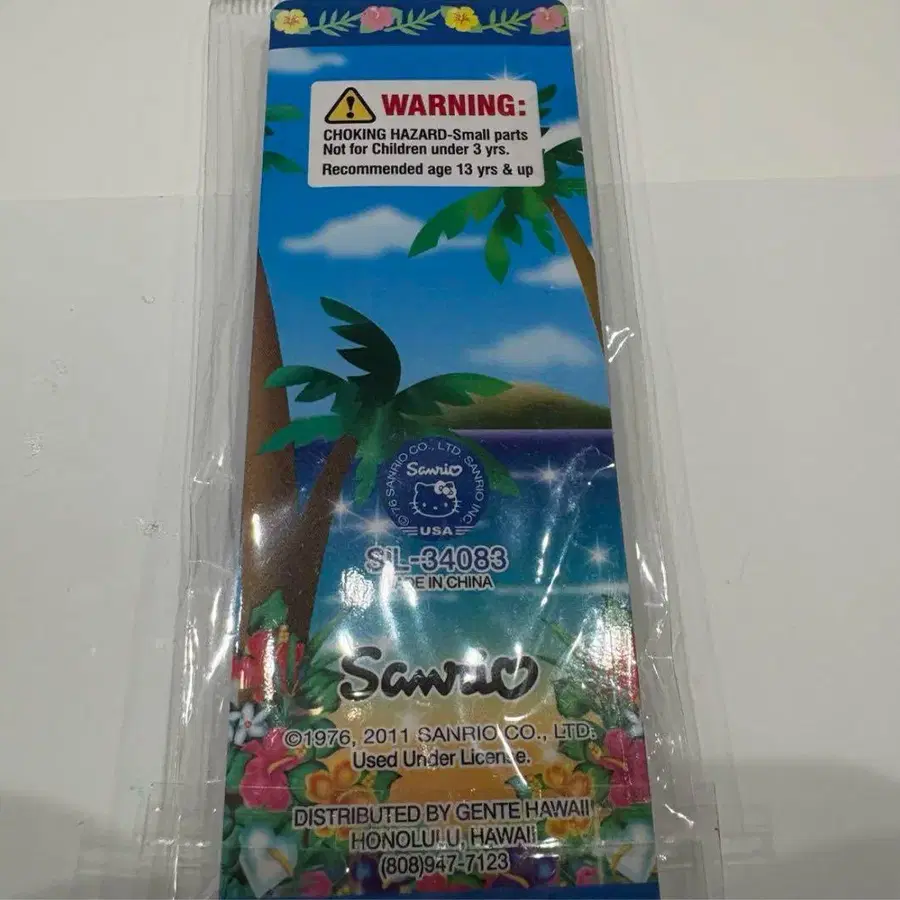 WARNING:
CHOKING HAZARD-Small parts
Not for Children under 3 yrs.
Recommended age 13 yrs & up
©'76 SANRIO CO., LTD. SANRIO INC.
Sanrio
USA
SIL-34083
MADE IN CHINA
Sanrio
©1976, 2011 SANRIO CO., LTD.
Used Under License.
DISTRIBUTED BY GENTE HAWAII
HONOLULU, HAWAII
(808)947-7123